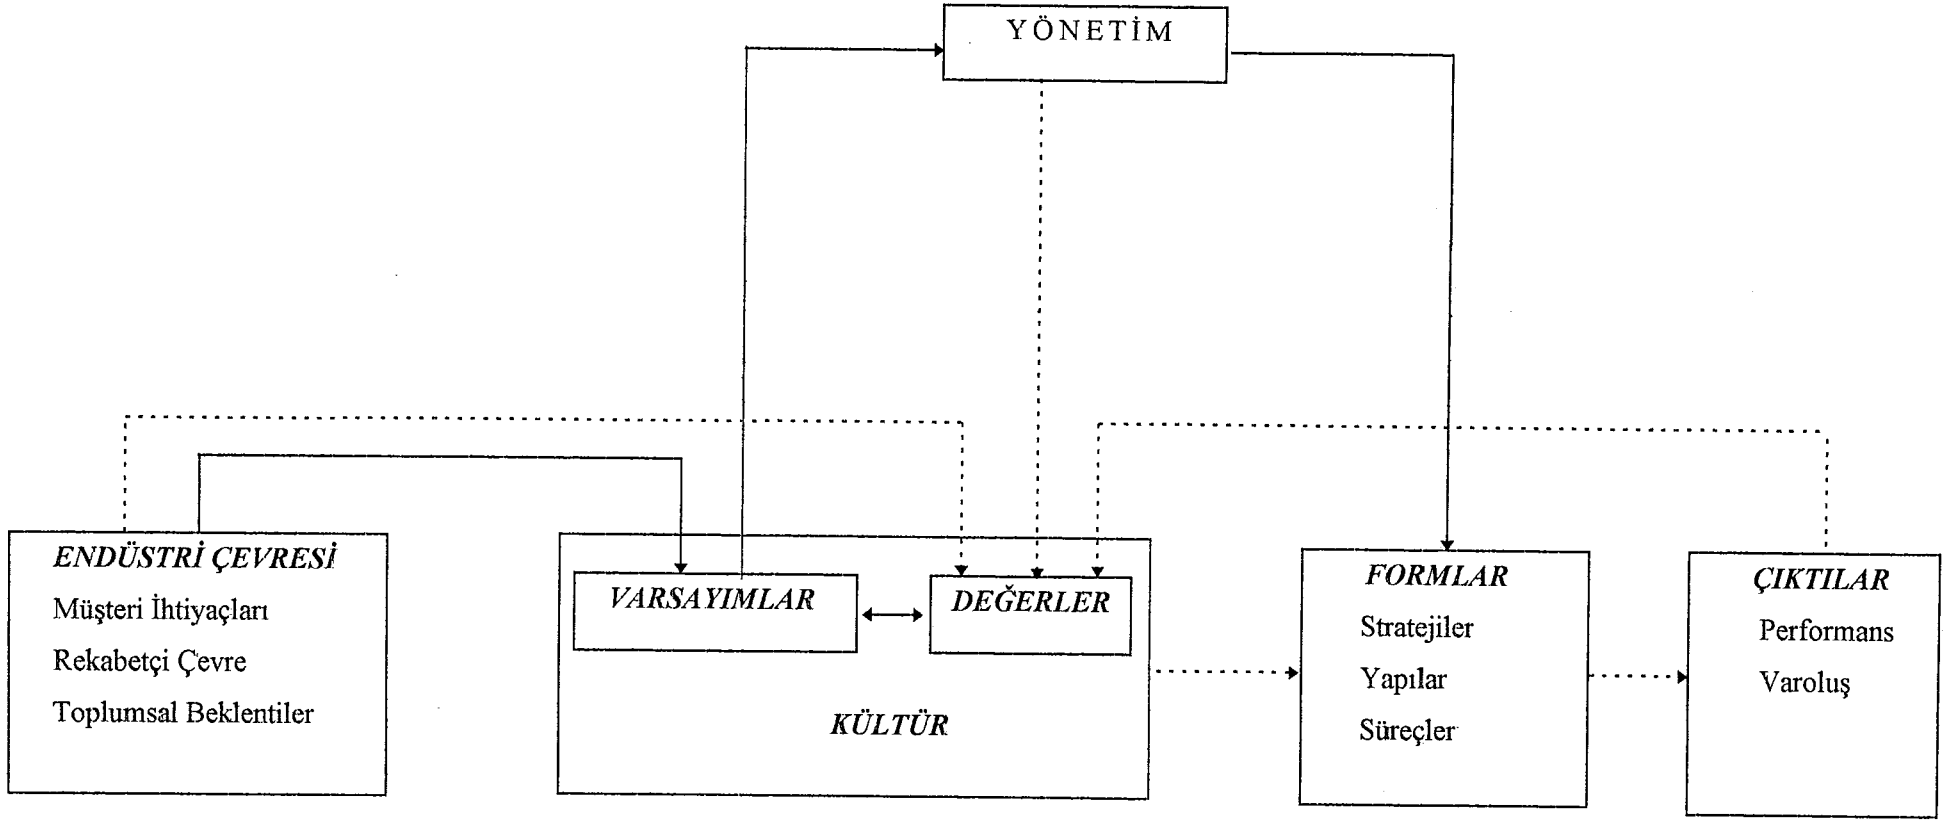 YÖNETİM
ENDÜSTRİ ÇEVRESİ
Müşteri İhtiyaçları
Rekabetçi Çevre
Toplumsal Beklentiler
VARSAYIMLAR
DEĞERLER
KÜLTÜR
FORMLAR
Stratejiler
Yapılar
Süreçler
ÇIKTILAR
Performans
Varoluş